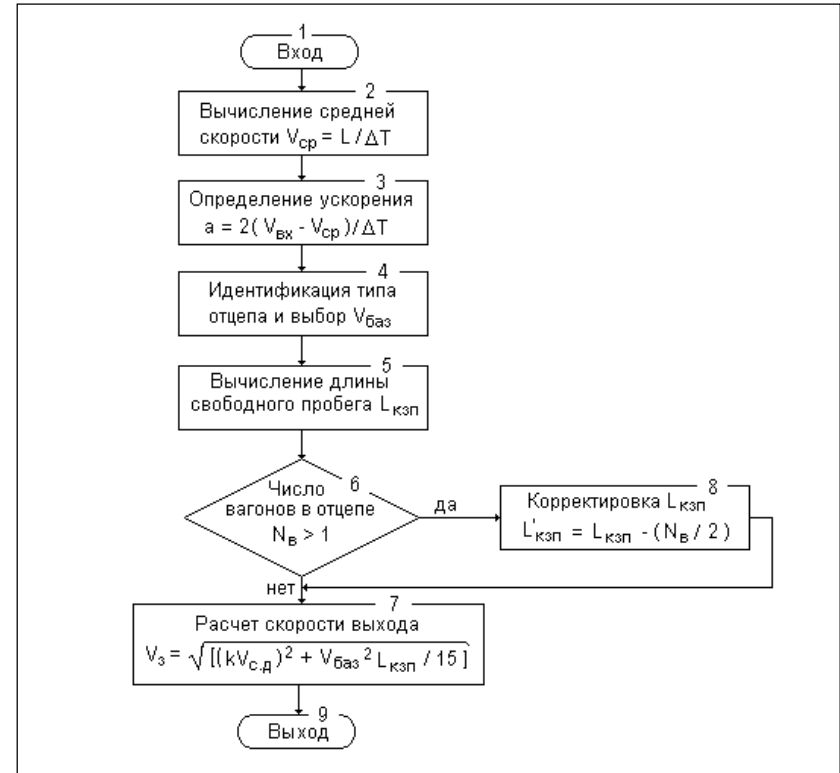 1
Вход
2
Вычисление средней
скорости Vср = L / ΔT
3
Определение ускорения
a = 2( Vвх - Vср )/ ΔT
4
Идентификация типа
отцепа и выбор Vбаз
5
Вычисление длины
свободного пробега Lкзп
6
Число
вагонов в отцепе
Nв > 1
да
8
Корректировка Lкзп
L'кзп = Lкзп - (Nв / 2 )
нет
7
Расчет скорости выхода
Vз = √[(kVс.д)² + Vбаз² Lкзп / 15 ]
9
Выход